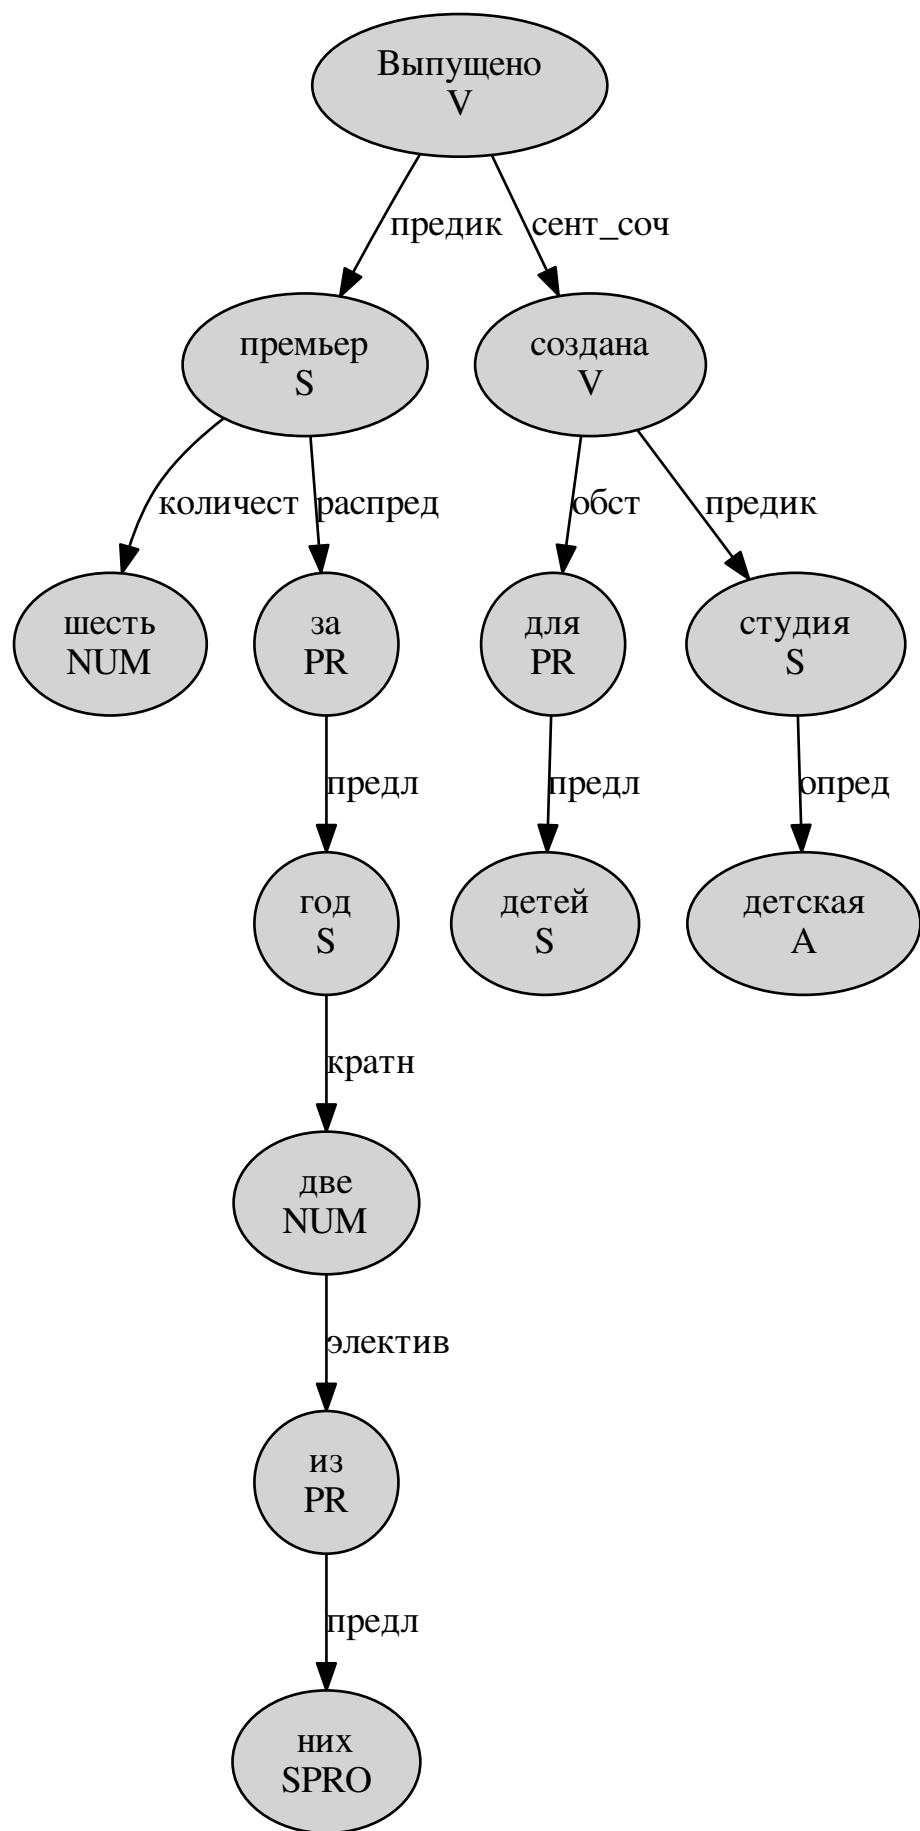 Выпущено
V
предик
сент_соч
премьер
S
создана
V
количест
распред
обст
предик
шесть
NUM
за
PR
для
PR
студия
S
предл
предл
опред
год
S
детей
S
детская
A
кратн
две
NUM
электив
из
PR
предл
них
SPRO